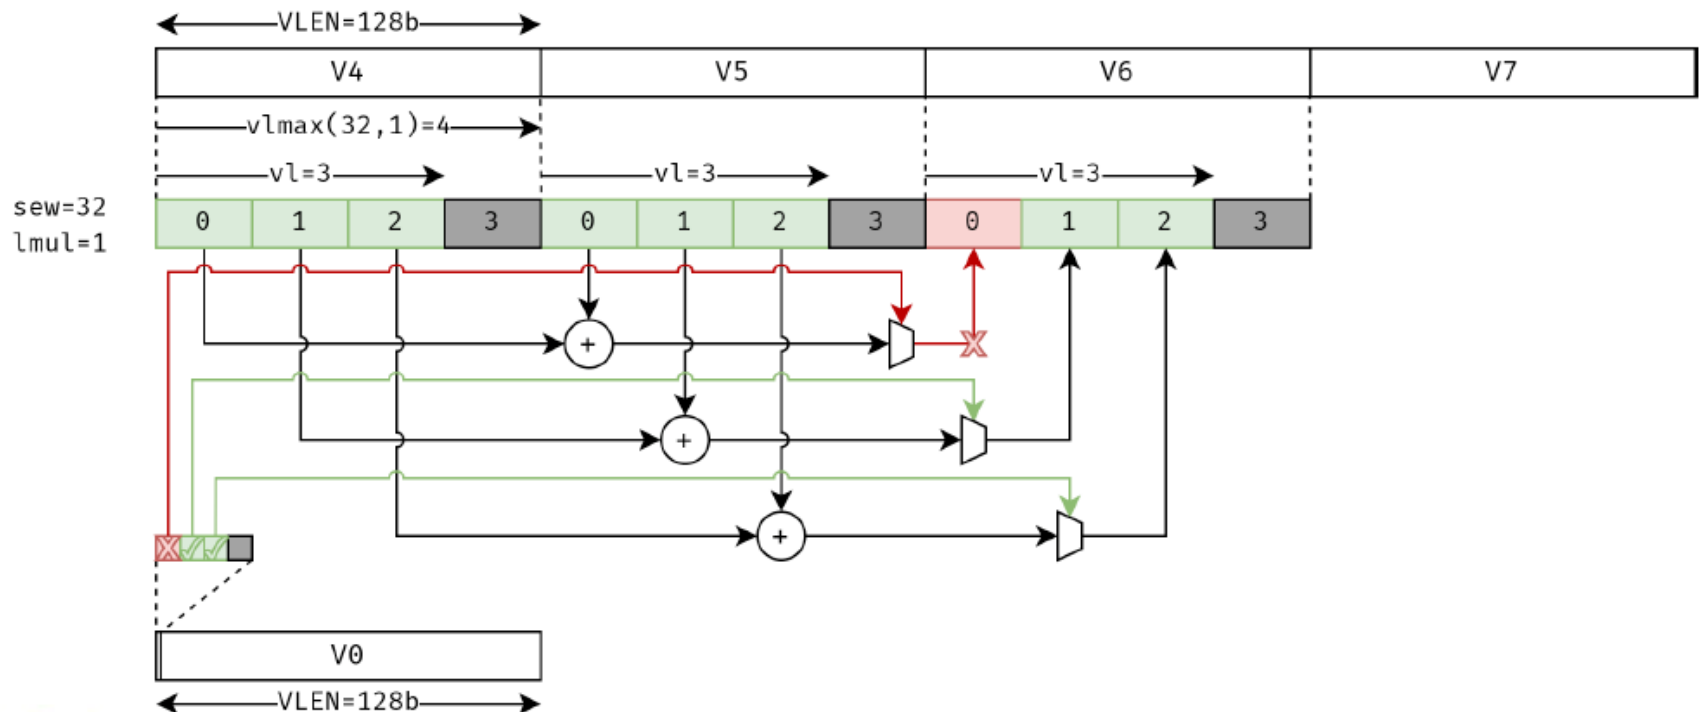 VLEN=128b
V4 V5 V6 V7
vlmax(32,1)=4
vl=3 vl=3 vl=3
sew=32
lmul=1
0 1 2 3 0 1 2 3 0 1 2 3
+
+
+
V0
VLEN=128b